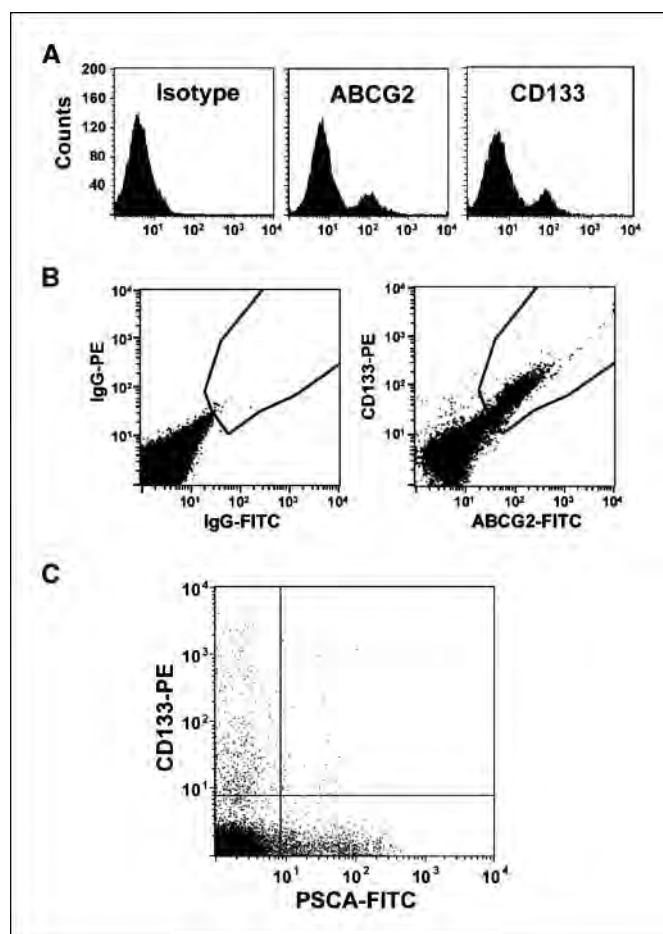 A
Isotype
ABCG2
CD133
Counts
200
160
120
80
40
10¹ 10² 10³ 10⁴
10¹ 10² 10³ 10⁴
10¹ 10² 10³ 10⁴
B
IgG-PE
10⁴
10³
10²
10¹
10¹ 10² 10³ 10⁴
IgG-FITC
CD133-PE
10⁴
10³
10²
10¹
10¹ 10² 10³ 10⁴
ABCG2-FITC
C
CD133-PE
10⁴
10³
10²
10¹
10¹ 10² 10³ 10⁴
PSCA-FITC